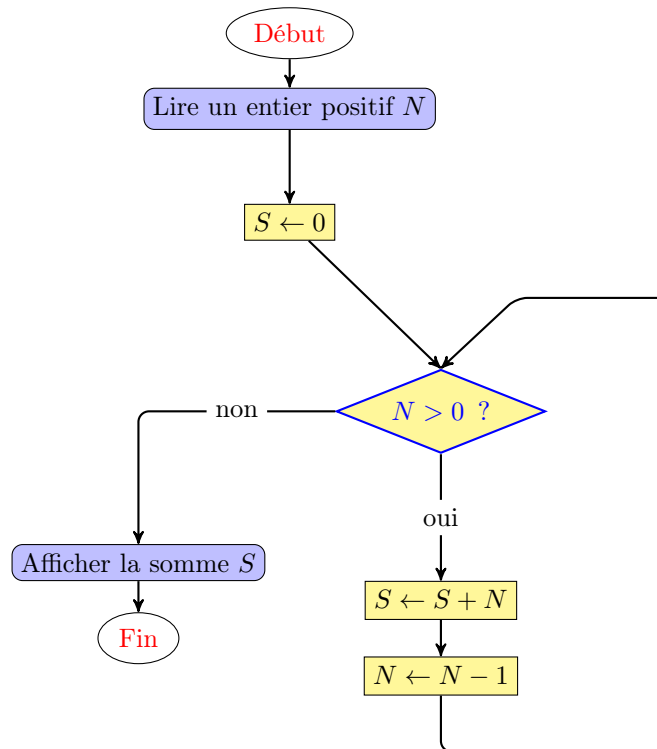 Début
Lire un entier positif N
S ← 0
N > 0 ?
non
oui
Afficher la somme S
S ← S + N
Fin
N ← N − 1